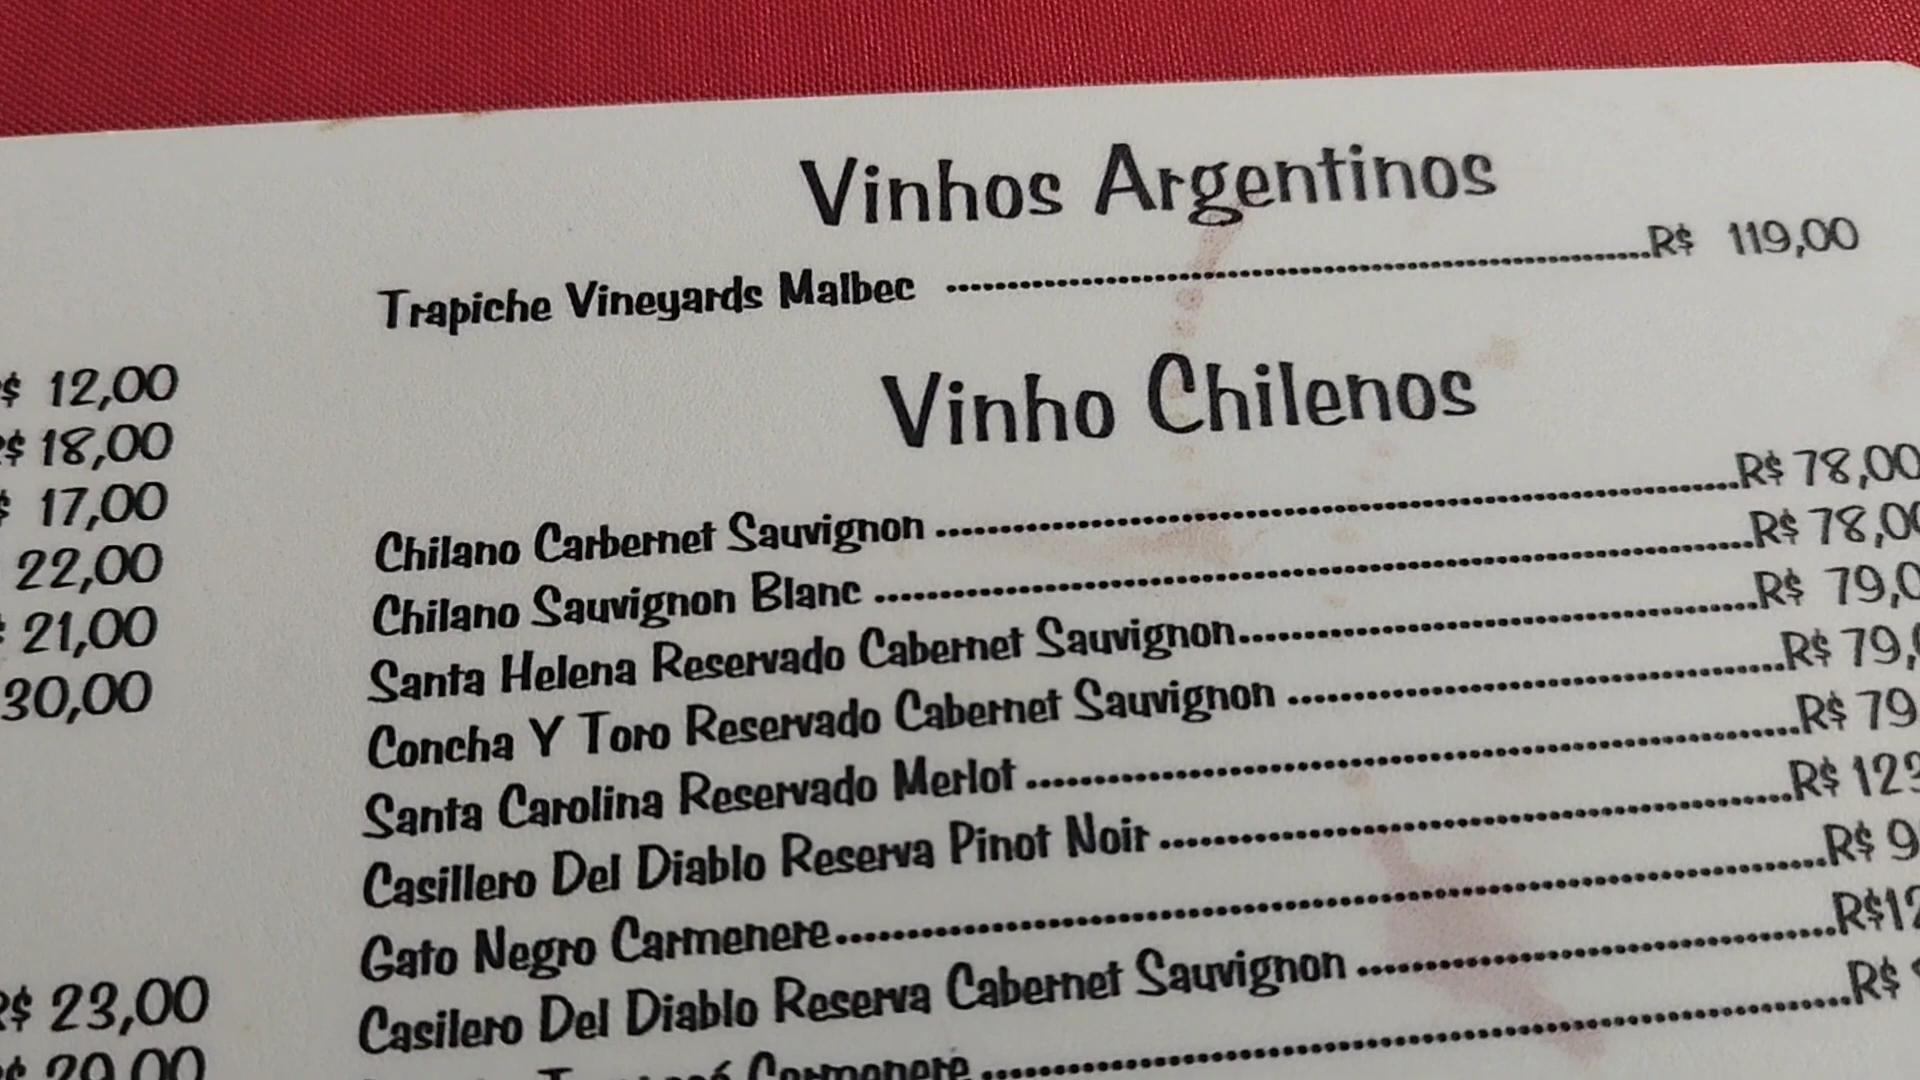 Vinhos Argentinos
Trapiche Vineyards Malbec R$ 119,00
Vinho Chilenos
Chilano Carbernet Sauvignon R$ 78,00
Chilano Sauvignon Blanc R$ 78,00
Santa Helena Reservado Cabernet Sauvignon R$ 79,0
Concha Y Toro Reservado Cabernet Sauvignon R$ 79,
Santa Carolina Reservado Merlot R$ 79
Casillero Del Diablo Reserva Pinot Noir R$
Gato Negro Carmenere R$ 9
Casilero Del Diablo Reserva Cabernet Sauvignon R$12
Carmenere R$
$ 12,00
R$ 18,00
$ 17,00
22,00
21,00
30,00
R$ 23,00